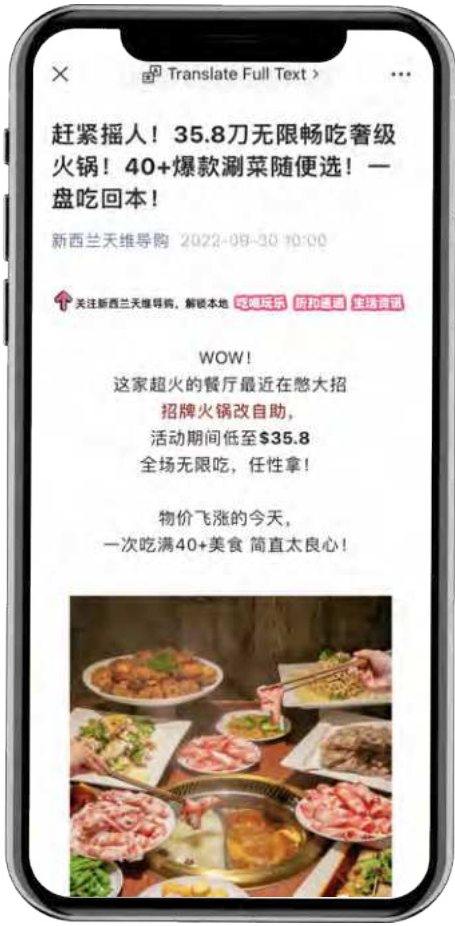 Translate Full Text >
赶紧摇人！35.8刀无限畅吃奢级
火锅！40+爆款涮菜随便选！一
盘吃回本！
新西兰天维导购 2022-09-30 10:00
关注新西兰天维导购，解锁本地 吃喝玩乐 折扣速递 生活资讯
WOW！
这家超火的餐厅最近在憋大招
招牌火锅改自助，
活动期间低至$35.8
全场无限吃，任性拿！
物价飞涨的今天，
一次吃满40+美食 简直太良心！